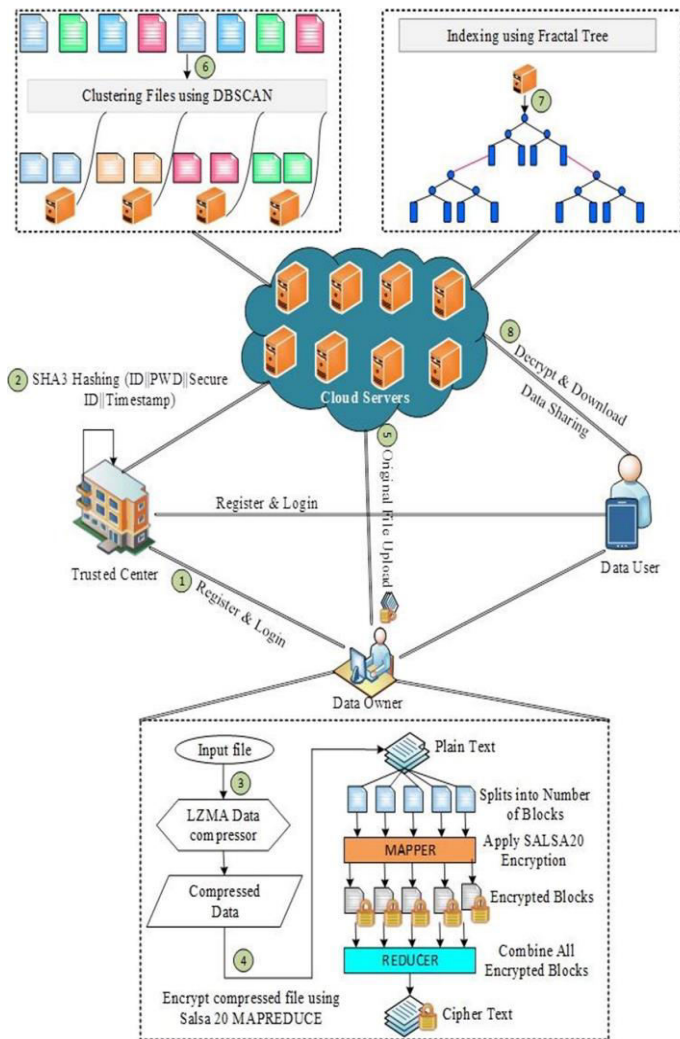 6
Clustering Files using DBSCAN
Indexing using Fractal Tree
7
Cloud Servers
8
Decrypt & Download
Data Sharing
2
SHA3 Hashing (ID||PWD||Secure
ID||Timestamp)
5
Original File Upload
Register & Login
Trusted Center
Data User
1
Register & Login
Data Owner
Input file
3
LZMA Data
compressor
Compressed
Data
4
Encrypt compressed file using
Salsa 20 MAPREDUCE
Plain Text
Splits into Number
of Blocks
MAPPER
Apply SALSA20
Encryption
Encrypted Blocks
REDUCER
Combine All
Encrypted Blocks
Cipher Text